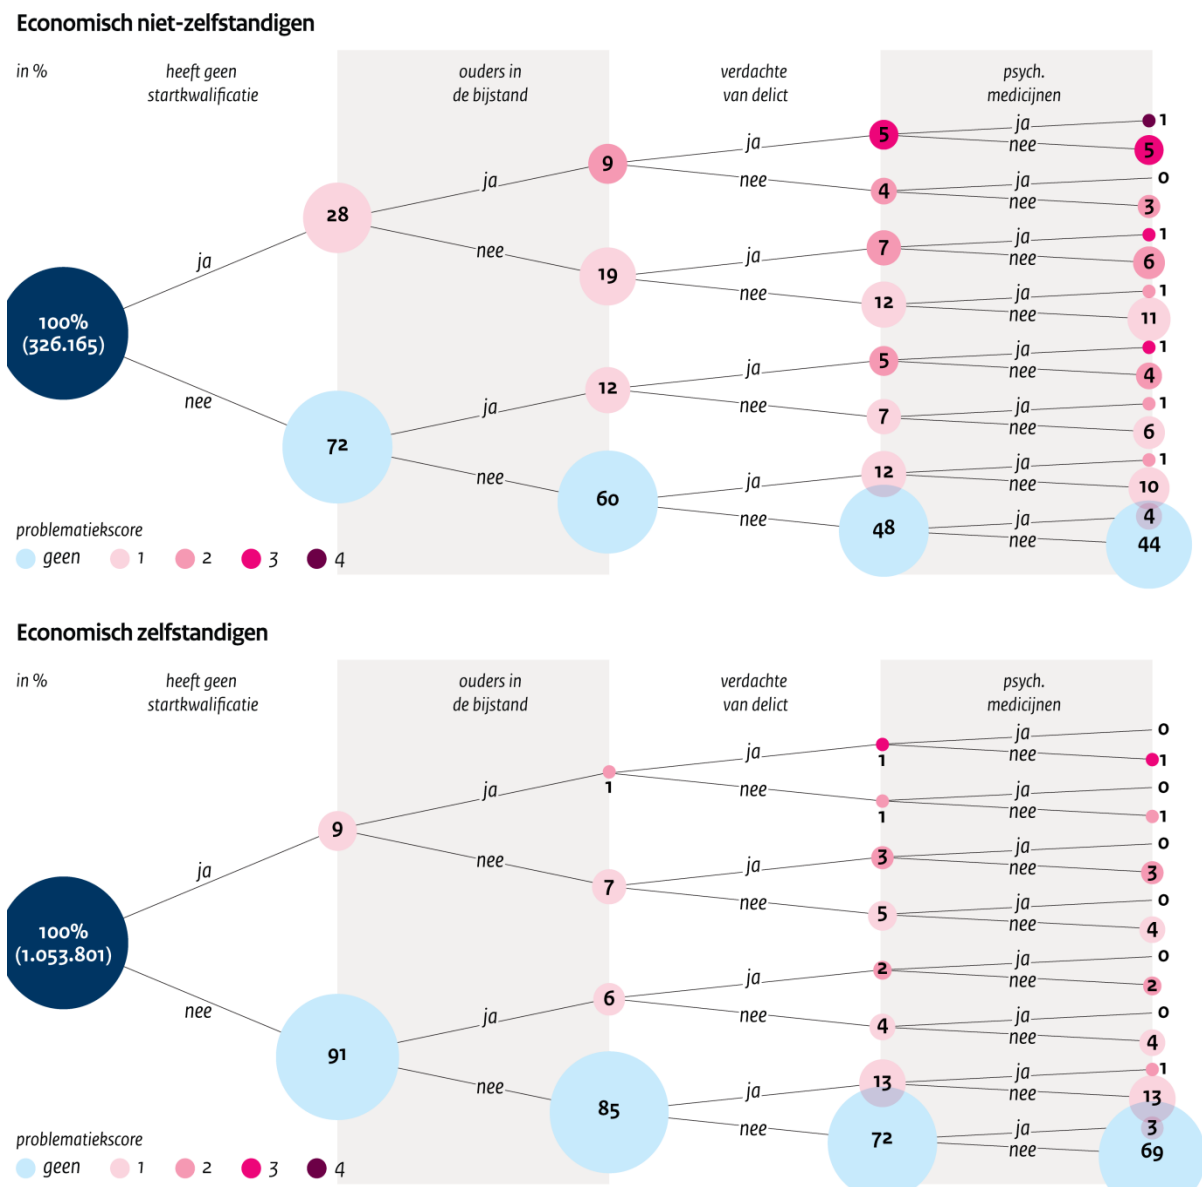 Economisch niet-zelfstandigen
in %
heeft geen
startkwalificatie
ouders in
de bijstand
verdachte
van delict
psych.
medicijnen
100%
(326.165)
ja
nee
28
72
ja
nee
ja
nee
9
19
12
60
ja
nee
ja
nee
ja
nee
ja
nee
5
4
7
12
5
7
12
48
ja
nee
ja
nee
ja
nee
ja
nee
ja
nee
ja
nee
ja
nee
ja
nee
1
5
0
3
1
6
1
11
1
4
1
6
1
10
4
44
problematiekscore
geen 1 2 3 4
Economisch zelfstandigen
in %
heeft geen
startkwalificatie
ouders in
de bijstand
verdachte
van delict
psych.
medicijnen
100%
(1.053.801)
ja
nee
9
91
ja
nee
ja
nee
1
7
6
85
ja
nee
ja
nee
ja
nee
ja
nee
1
1
3
5
2
4
13
72
ja
nee
ja
nee
ja
nee
ja
nee
ja
nee
ja
nee
ja
nee
ja
nee
0
1
0
1
0
3
0
4
0
2
0
4
1
13
3
69
problematiekscore
geen 1 2 3 4